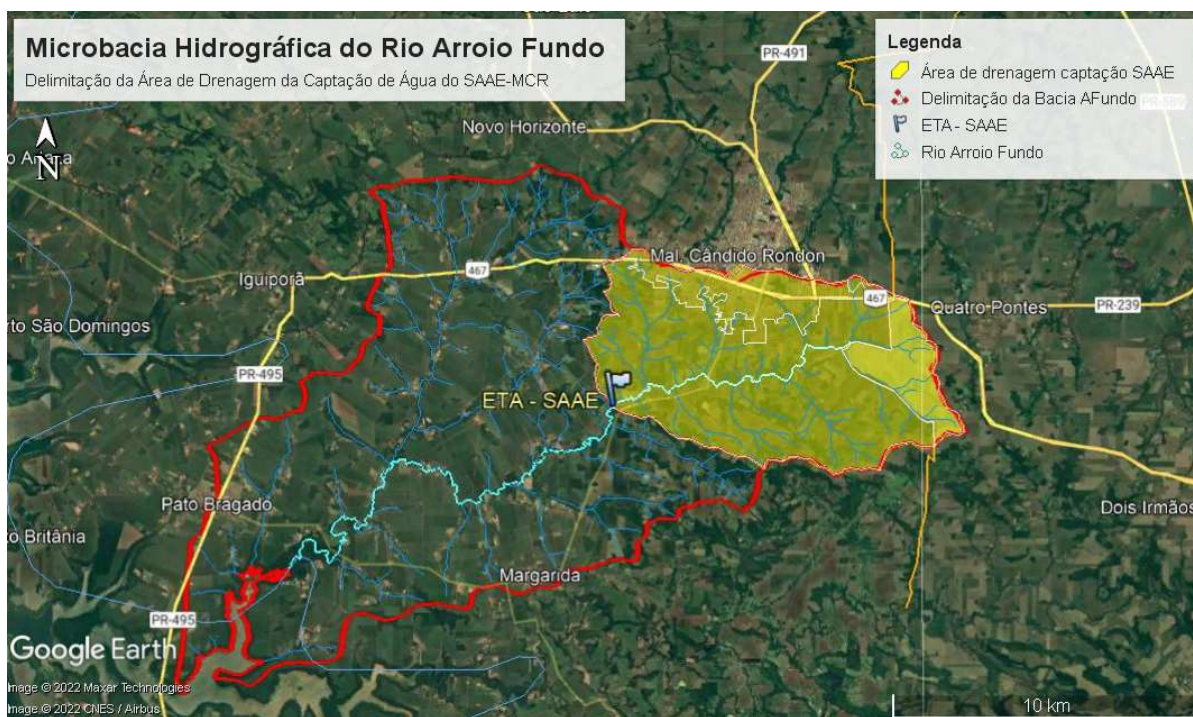 Microbacia Hidrográfica do Rio Arroio Fundo
Delimitação da Área de Drenagem da Captação de Água do SAAE-MCR
Legenda
Área de drenagem captação SAAE
Delimitação da Bacia AFundo
ETA - SAAE
Rio Arroio Fundo
PR-491
Novo Horizonte
N
Mal. Cândido Rondon
467
Iguiporã
467
Quatro Pontes
PR-239
rto São Domingos
PR-495
ETA - SAAE
Pato Bragado
Dois Irmãos
to Britânia
Margarida
PR-495
Google Earth
Image © 2022 Maxar Technologies
Image © 2022 CNES / Airbus
10 km